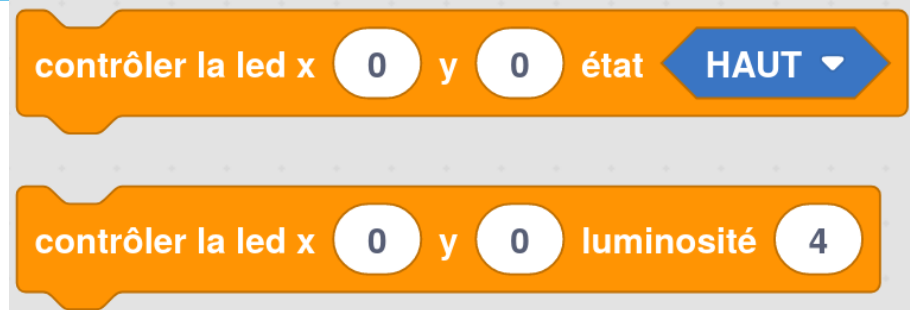 contrôler la led x 0 y 0 état HAUT
contrôler la led x 0 y 0 luminosité 4